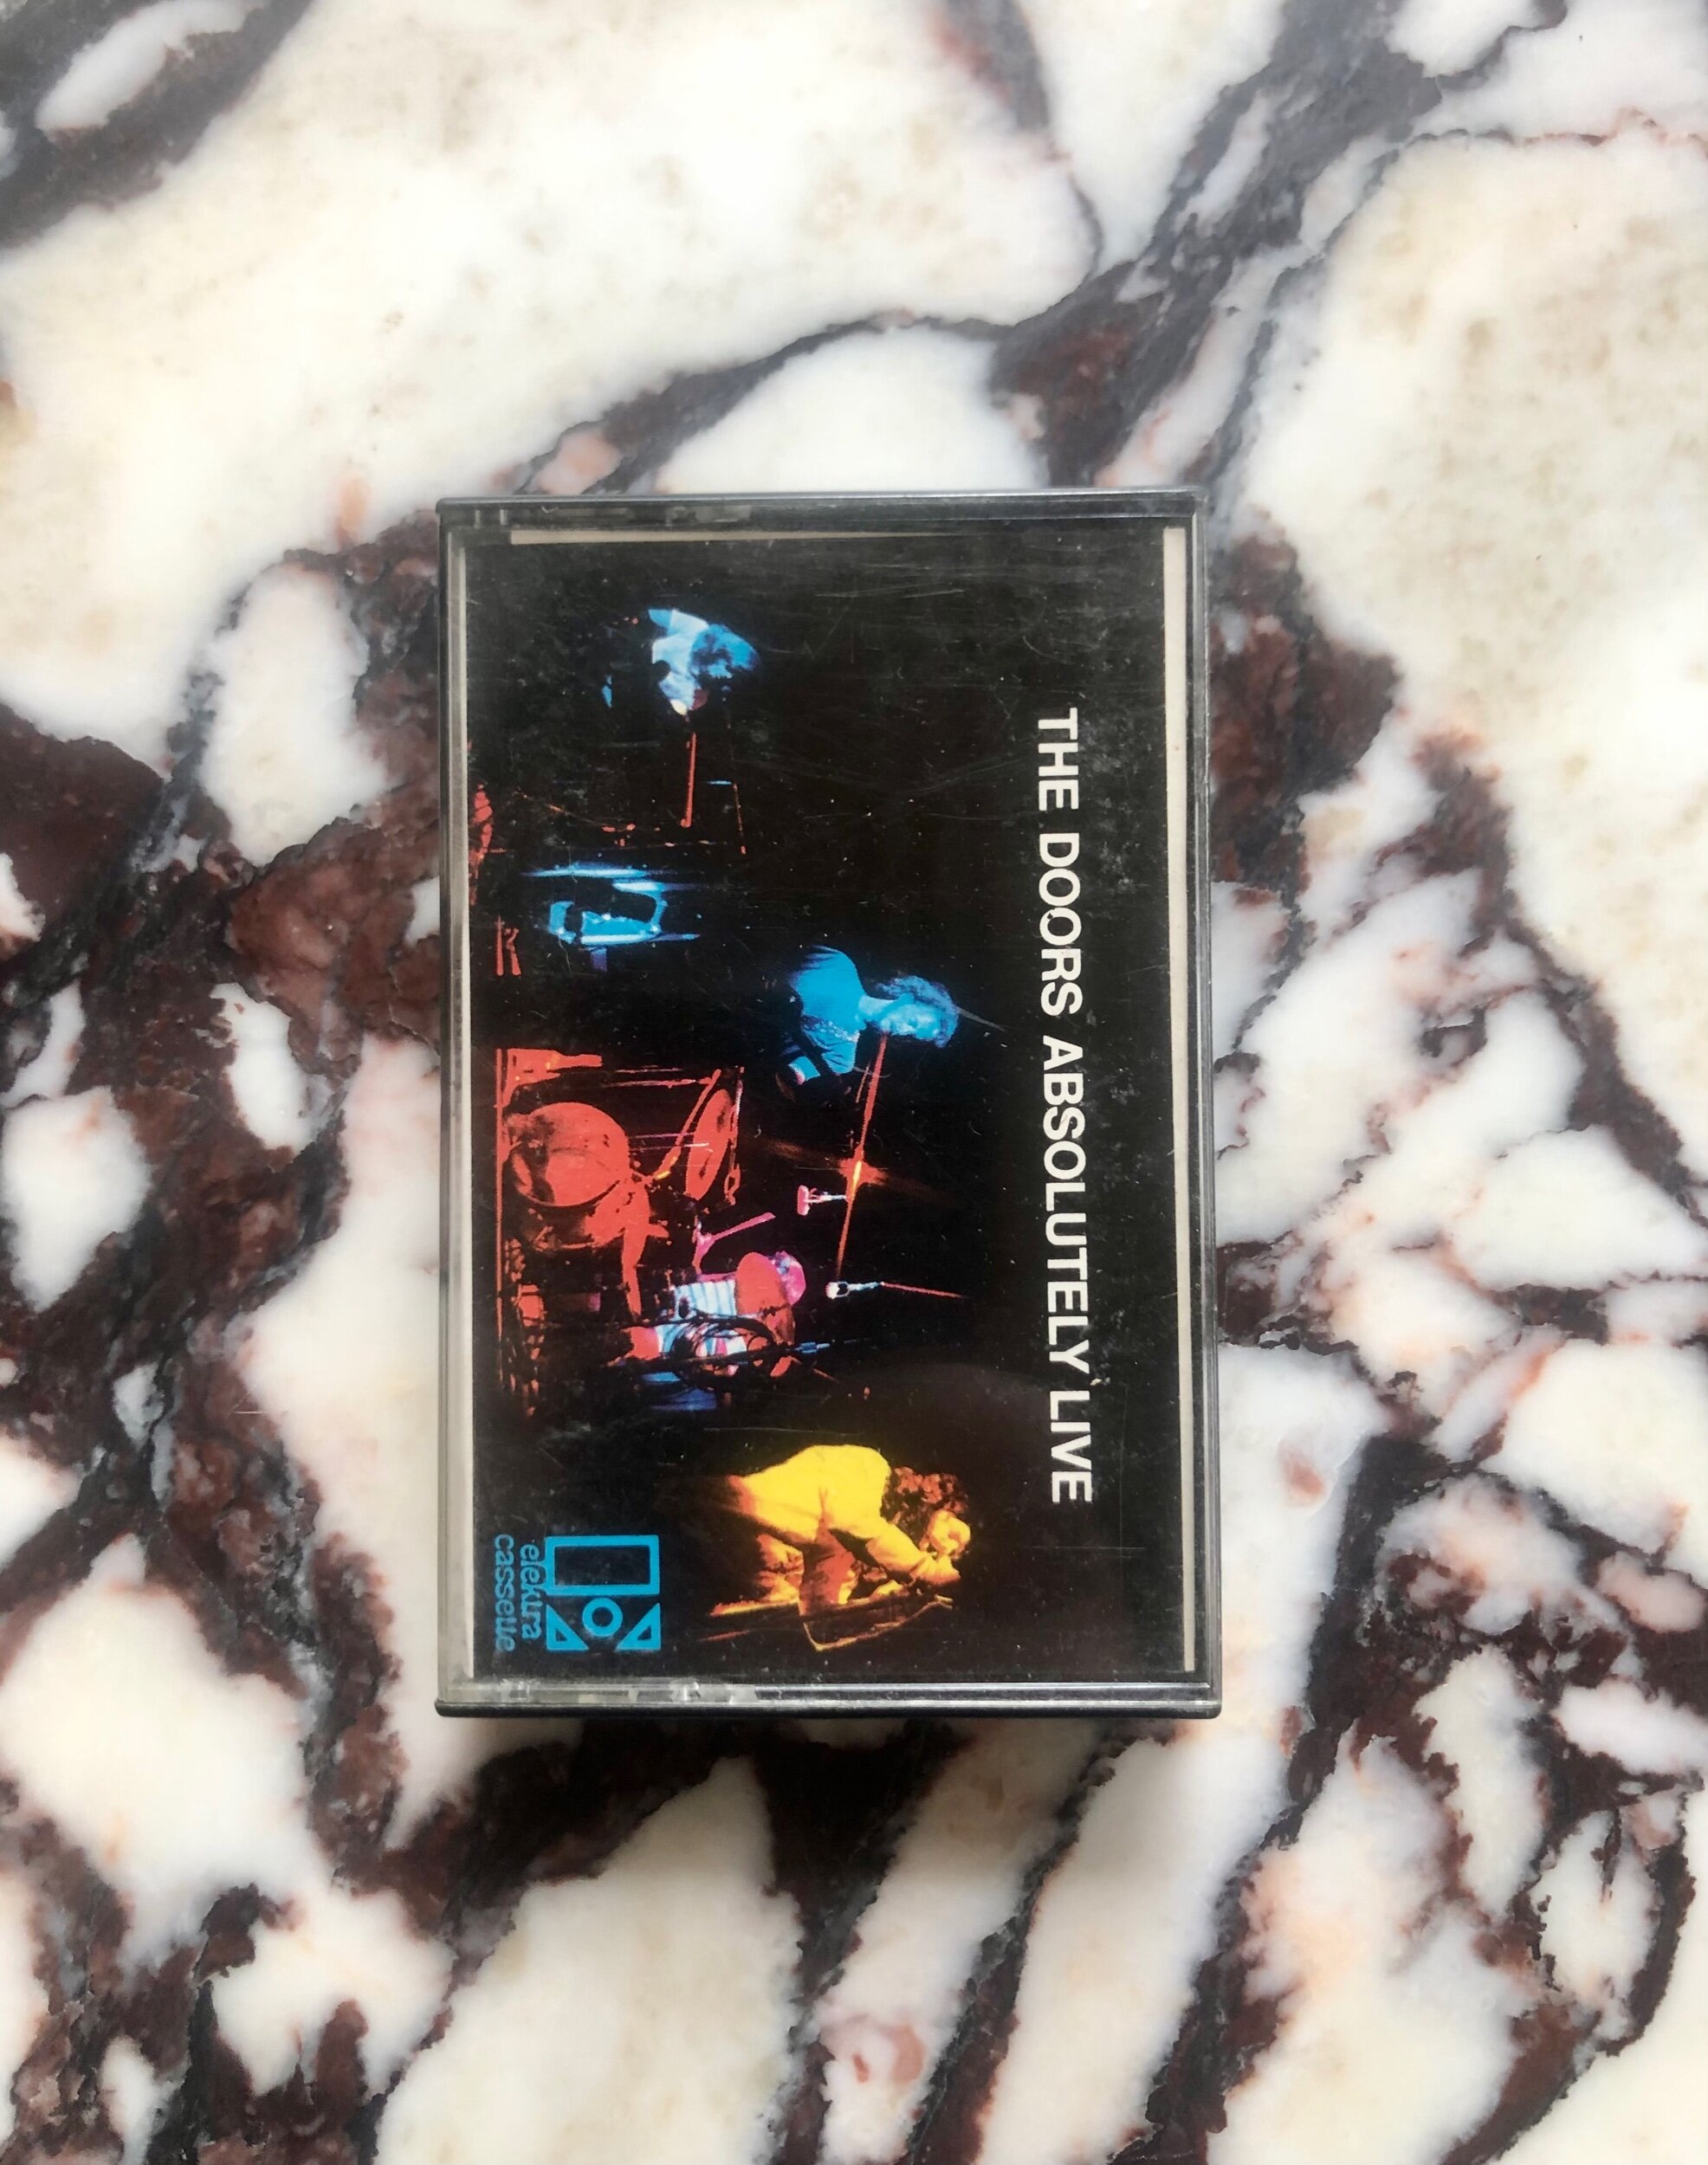 THE DOORS ABSOLUTELY LIVE
elektra
cassette